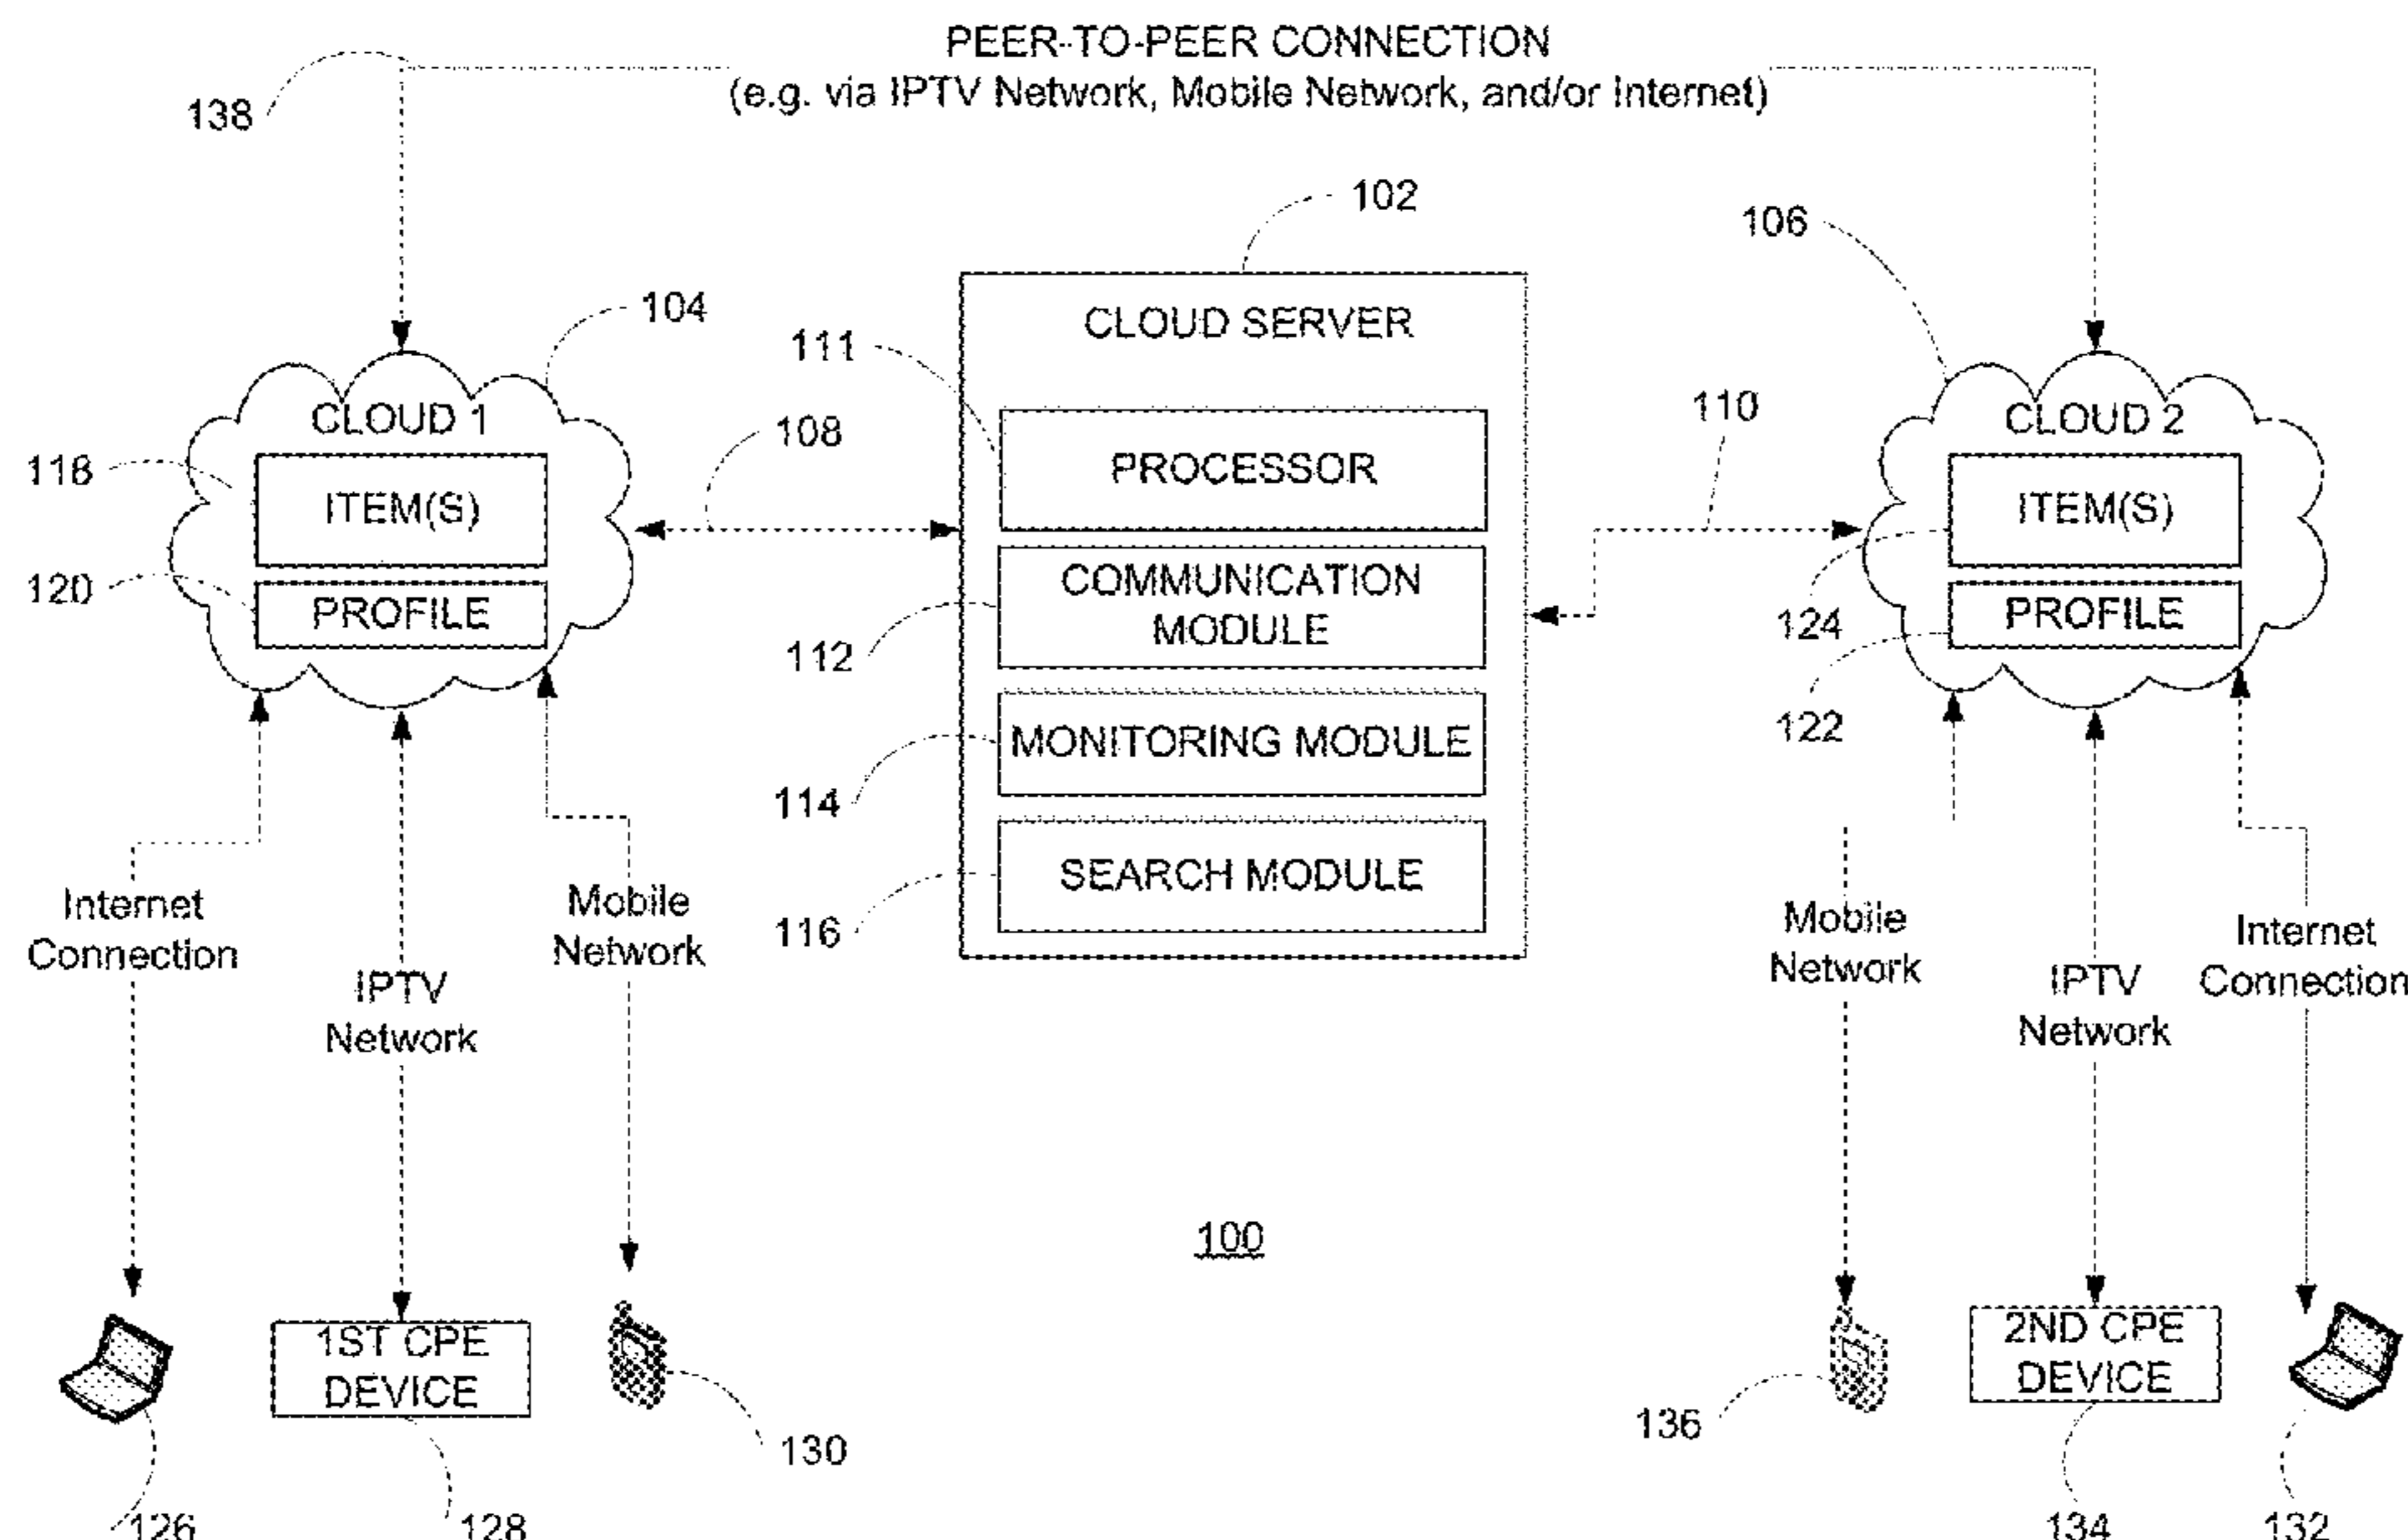 PEER-TO-PEER CONNECTION
(e.g. via IPTV Network, Mobile Network, and/or Internet)
138
102
106
104
CLOUD SERVER
111
110
CLOUD 1
108
CLOUD 2
118
ITEM(S)
PROCESSOR
ITEM(S)
120
PROFILE
COMMUNICATION
MODULE
124
PROFILE
112
122
MONITORING MODULE
114
SEARCH MODULE
116
Internet
Connection
Mobile
Network
IPTV
Network
Mobile
Network
IPTV
Network
Internet
Connection
100
1ST CPE
DEVICE
2ND CPE
DEVICE
130
136
126
128
134
132